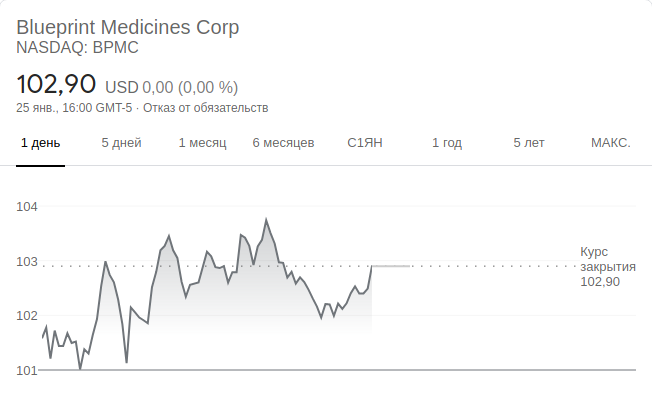 Blueprint Medicines Corp
NASDAQ: BPMC
102,90 USD 0,00 (0,00 %)
25 янв., 16:00 GMT-5 · Отказ от обязательств
1 день 5 дней 1 месяц 6 месяцев С1ЯН 1 год 5 лет МАКС.
104
103
102
101
Курс
закрытия
102,90